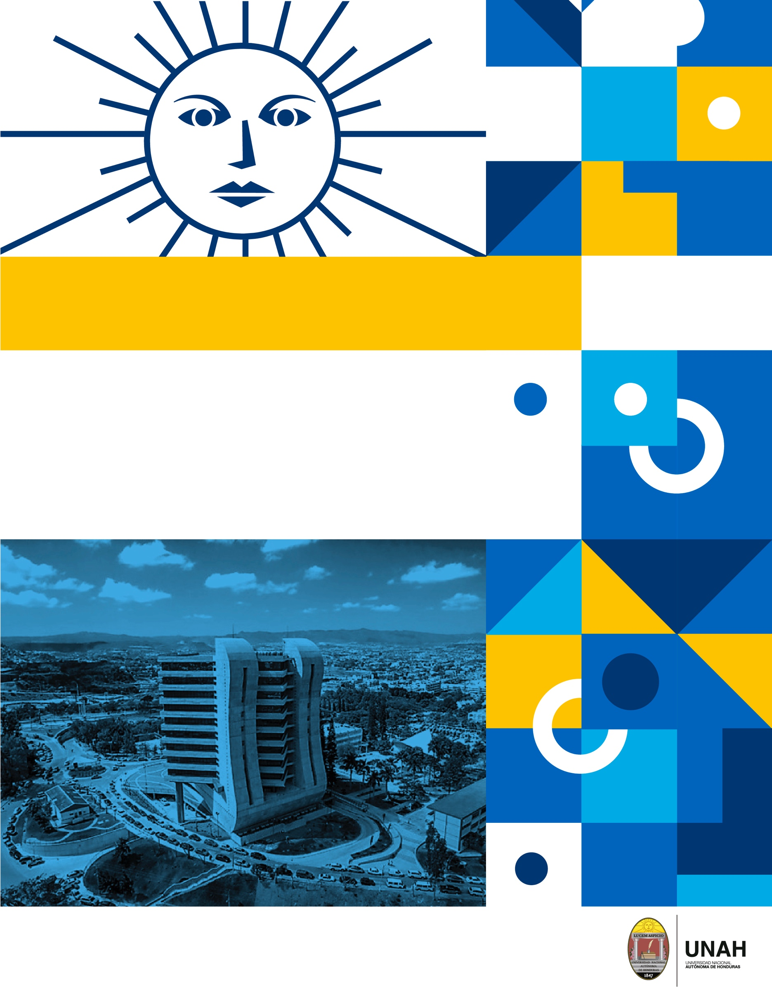 LUCEM ASPICIO
UNIVERSIDAD NACIONAL
AUTÓNOMA
DE HONDURAS
1847
UNAH
UNIVERSIDAD NACIONAL
AUTÓNOMA DE HONDURAS